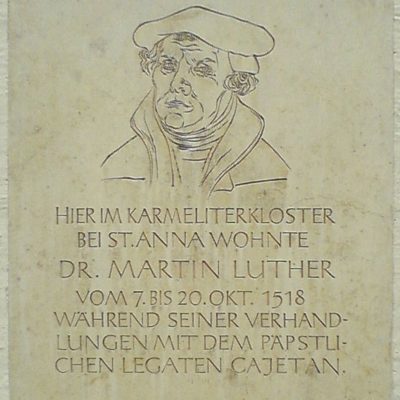 HIER IM KARMELITERKLOSTER
BEI ST. ANNA WOHNTE
DR. MARTIN LUTHER
VOM 7. BIS 20. OKT. 1518
WÄHREND SEINER VERHAND-
LUNGEN MIT DEM PÄPSTLI-
CHEN LEGATEN CAJETAN.